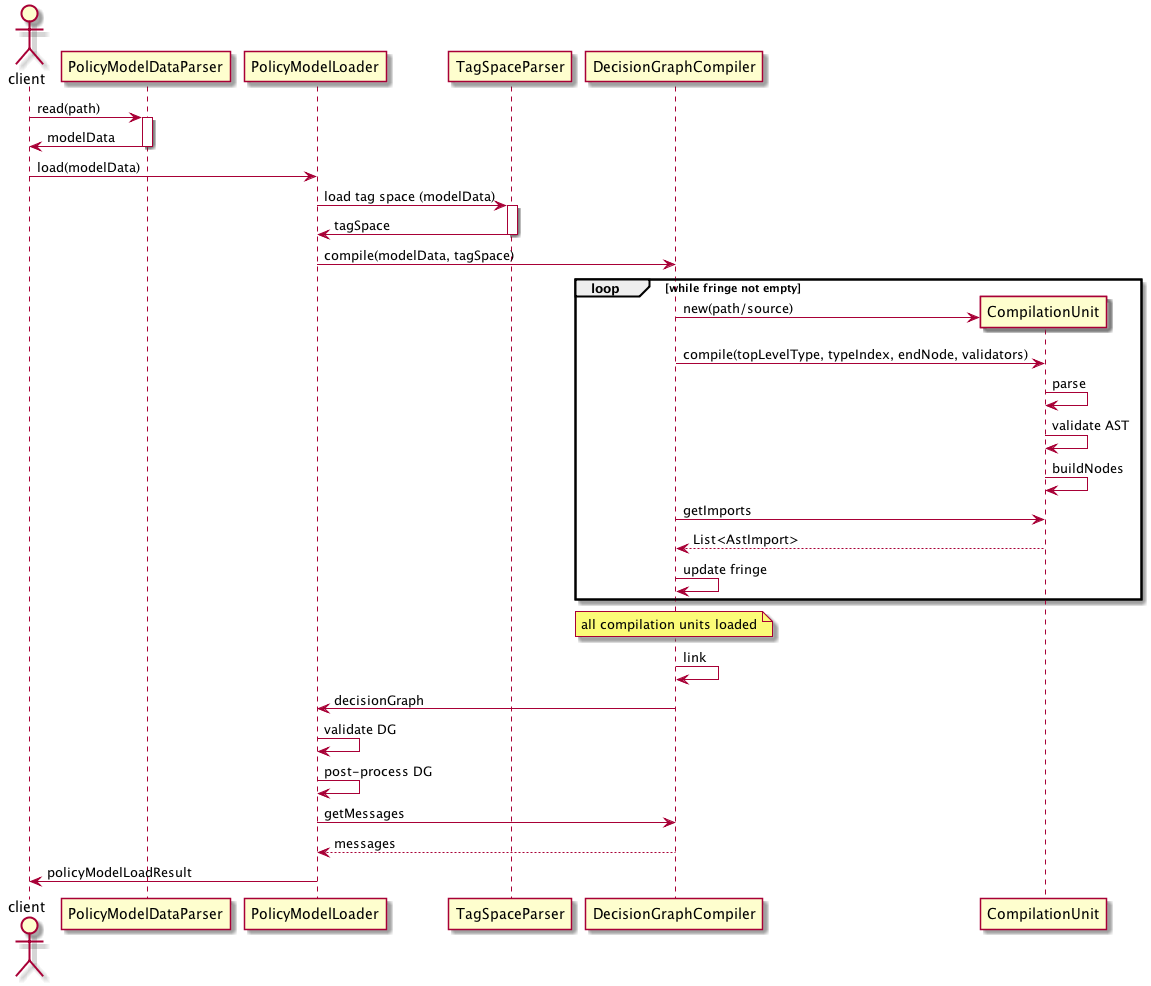 client
PolicyModelDataParser
PolicyModelLoader
TagSpaceParser
DecisionGraphCompiler
read(path)
modelData
load(modelData)
load tag space (modelData)
tagSpace
compile(modelData, tagSpace)
loop
[while fringe not empty]
new(path/source)
CompilationUnit
compile(topLevelType, typeIndex, endNode, validators)
parse
validate AST
buildNodes
getImports
List<AstImport>
update fringe
all compilation units loaded
link
decisionGraph
validate DG
post-process DG
getMessages
messages
policyModelLoadResult
client
PolicyModelDataParser
PolicyModelLoader
TagSpaceParser
DecisionGraphCompiler
CompilationUnit